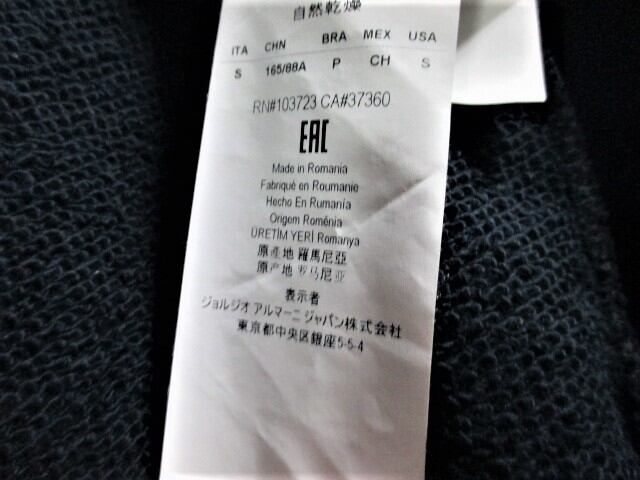 自然乾燥
ITA CHN BRA MEX USA
S 165/88A P CH S
RN#103723 CA#37360
EAC
Made in Romania
Fabriqué en Roumanie
Hecho En Rumanía
Origem Romênia
ÜRETİM YERİ Romanya
原產地 羅馬尼亞
原产地 罗马尼亚
表示者
ジョルジオ アルマーニ ジャパン株式会社
東京都中央区銀座5-5-4